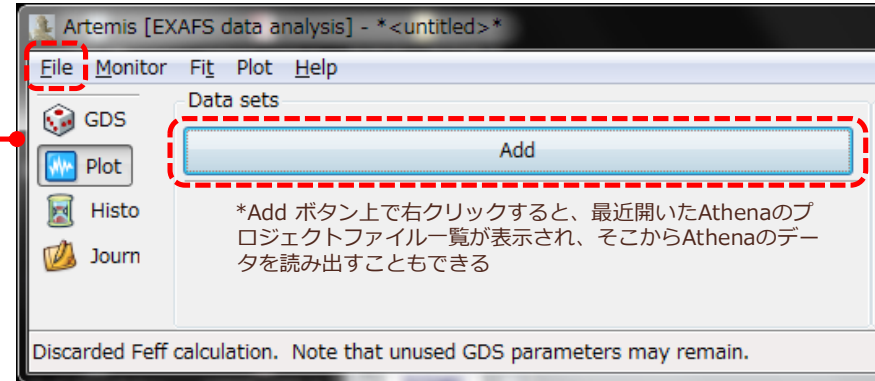 Artemis [EXAFS data analysis] - *<untitled>*
File Monitor Fit Plot Help
GDS
Plot
Histo
Journ
Data sets
Add
*Add ボタン上で右クリックすると、最近開いたAthenaのプ
ロジェクトファイル一覧が表示され、そこからAthenaのデー
タを読み出すこともできる
Discarded Feff calculation. Note that unused GDS parameters may remain.